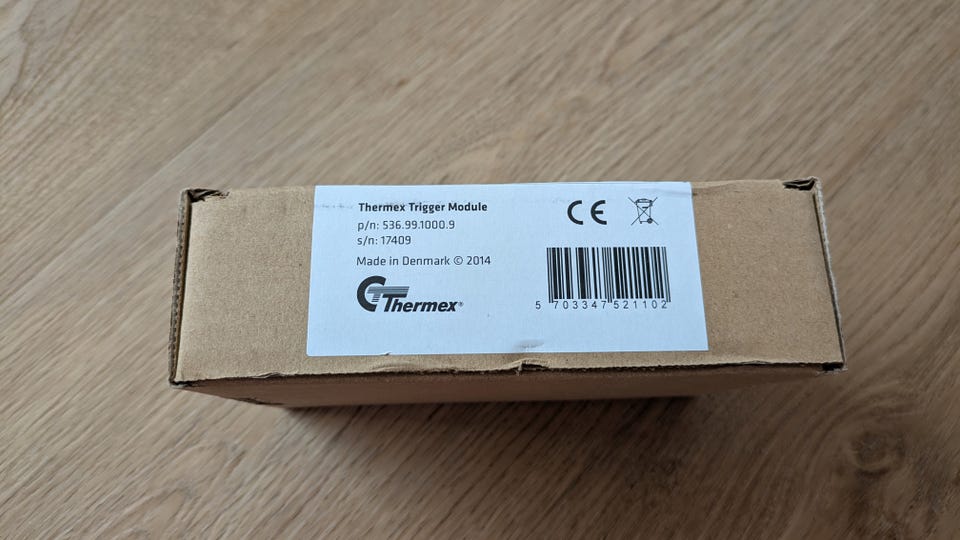 Thermex Trigger Module
p/n: 536.99.1000.9
s/n: 17409
Made in Denmark © 2014
Thermex®
CE
5 703347 521102